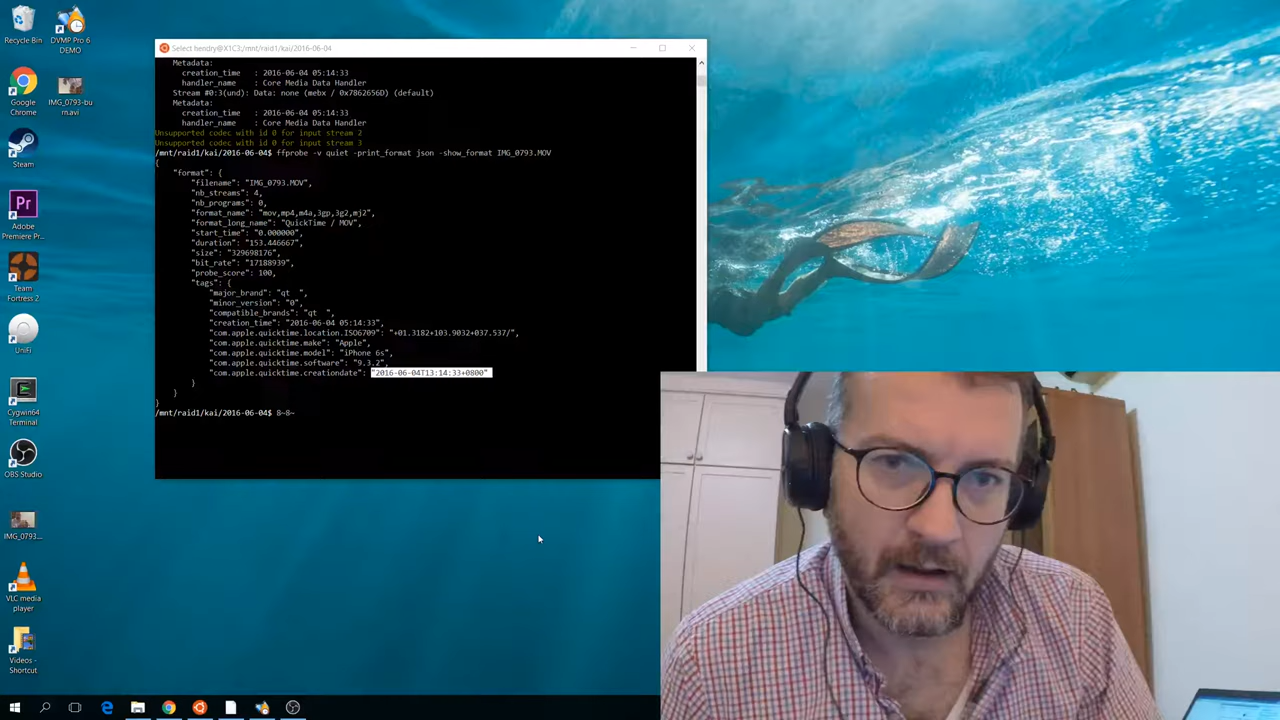 Recycle Bin
DVMP Pro 6
DEMO
Google
Chrome
IMG_0793-bu
rn.avi
Steam
Pr
Adobe
Premiere Pr...
Team
Fortress 2
UniFi
Cygwin64
Terminal
OBS Studio
IMG_0793....
VLC media
player
Videos -
Shortcut
Select hendry@X1C3:/mnt/raid1/kai/2016-06-04
Metadata:
creation_time : 2016-06-04 05:14:33
handler_name : Core Media Data Handler
Stream #0:3(und): Data: none (mebx / 0x7862656D) (default)
Metadata:
creation_time : 2016-06-04 05:14:33
handler_name : Core Media Data Handler
Unsupported codec with id 0 for input stream 2
Unsupported codec with id 0 for input stream 3
/mnt/raid1/kai/2016-06-04$ ffprobe -v quiet -print_format json -show_format IMG_0793.MOV
{
"format": {
"filename": "IMG_0793.MOV",
"nb_streams": 4,
"nb_programs": 0,
"format_name": "mov,mp4,m4a,3gp,3g2,mj2",
"format_long_name": "QuickTime / MOV",
"start_time": "0.000000",
"duration": "153.446667",
"size": "329698176",
"bit_rate": "17188939",
"probe_score": 100,
"tags": {
"major_brand": "qt  ",
"minor_version": "0",
"compatible_brands": "qt  ",
"creation_time": "2016-06-04 05:14:33",
"com.apple.quicktime.location.ISO6709": "+01.3182+103.9032+037.537/",
"com.apple.quicktime.make": "Apple",
"com.apple.quicktime.model": "iPhone 6s",
"com.apple.quicktime.software": "9.3.2",
"com.apple.quicktime.creationdate": "2016-06-04T13:14:33+0800"
}
}
}
/mnt/raid1/kai/2016-06-04$ 8~8~